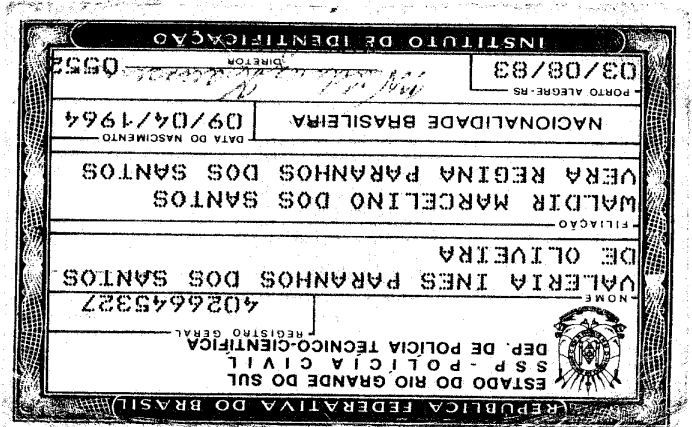 REPÚBLICA FEDERATIVA DO BRASIL
ESTADO DO RIO GRANDE DO SUL
SSP - POLÍCIA CIVIL
DEP. DE POLÍCIA TÉCNICO-CIENTÍFICA
REGISTRO GERAL
4026645327
NOME
VALERIA INES PARANHOS DOS SANTOS
DE OLIVEIRA
FILIAÇÃO
WALDIR MARCELINO DOS SANTOS
VERA REGINA PARANHOS DOS SANTOS
NACIONALIDADE BRASILEIRA
DATA DO NASCIMENTO
09/04/1964
PORTO ALEGRE-RS
03/08/83
DIRETOR
0552
INSTITUTO DE IDENTIFICAÇÃO